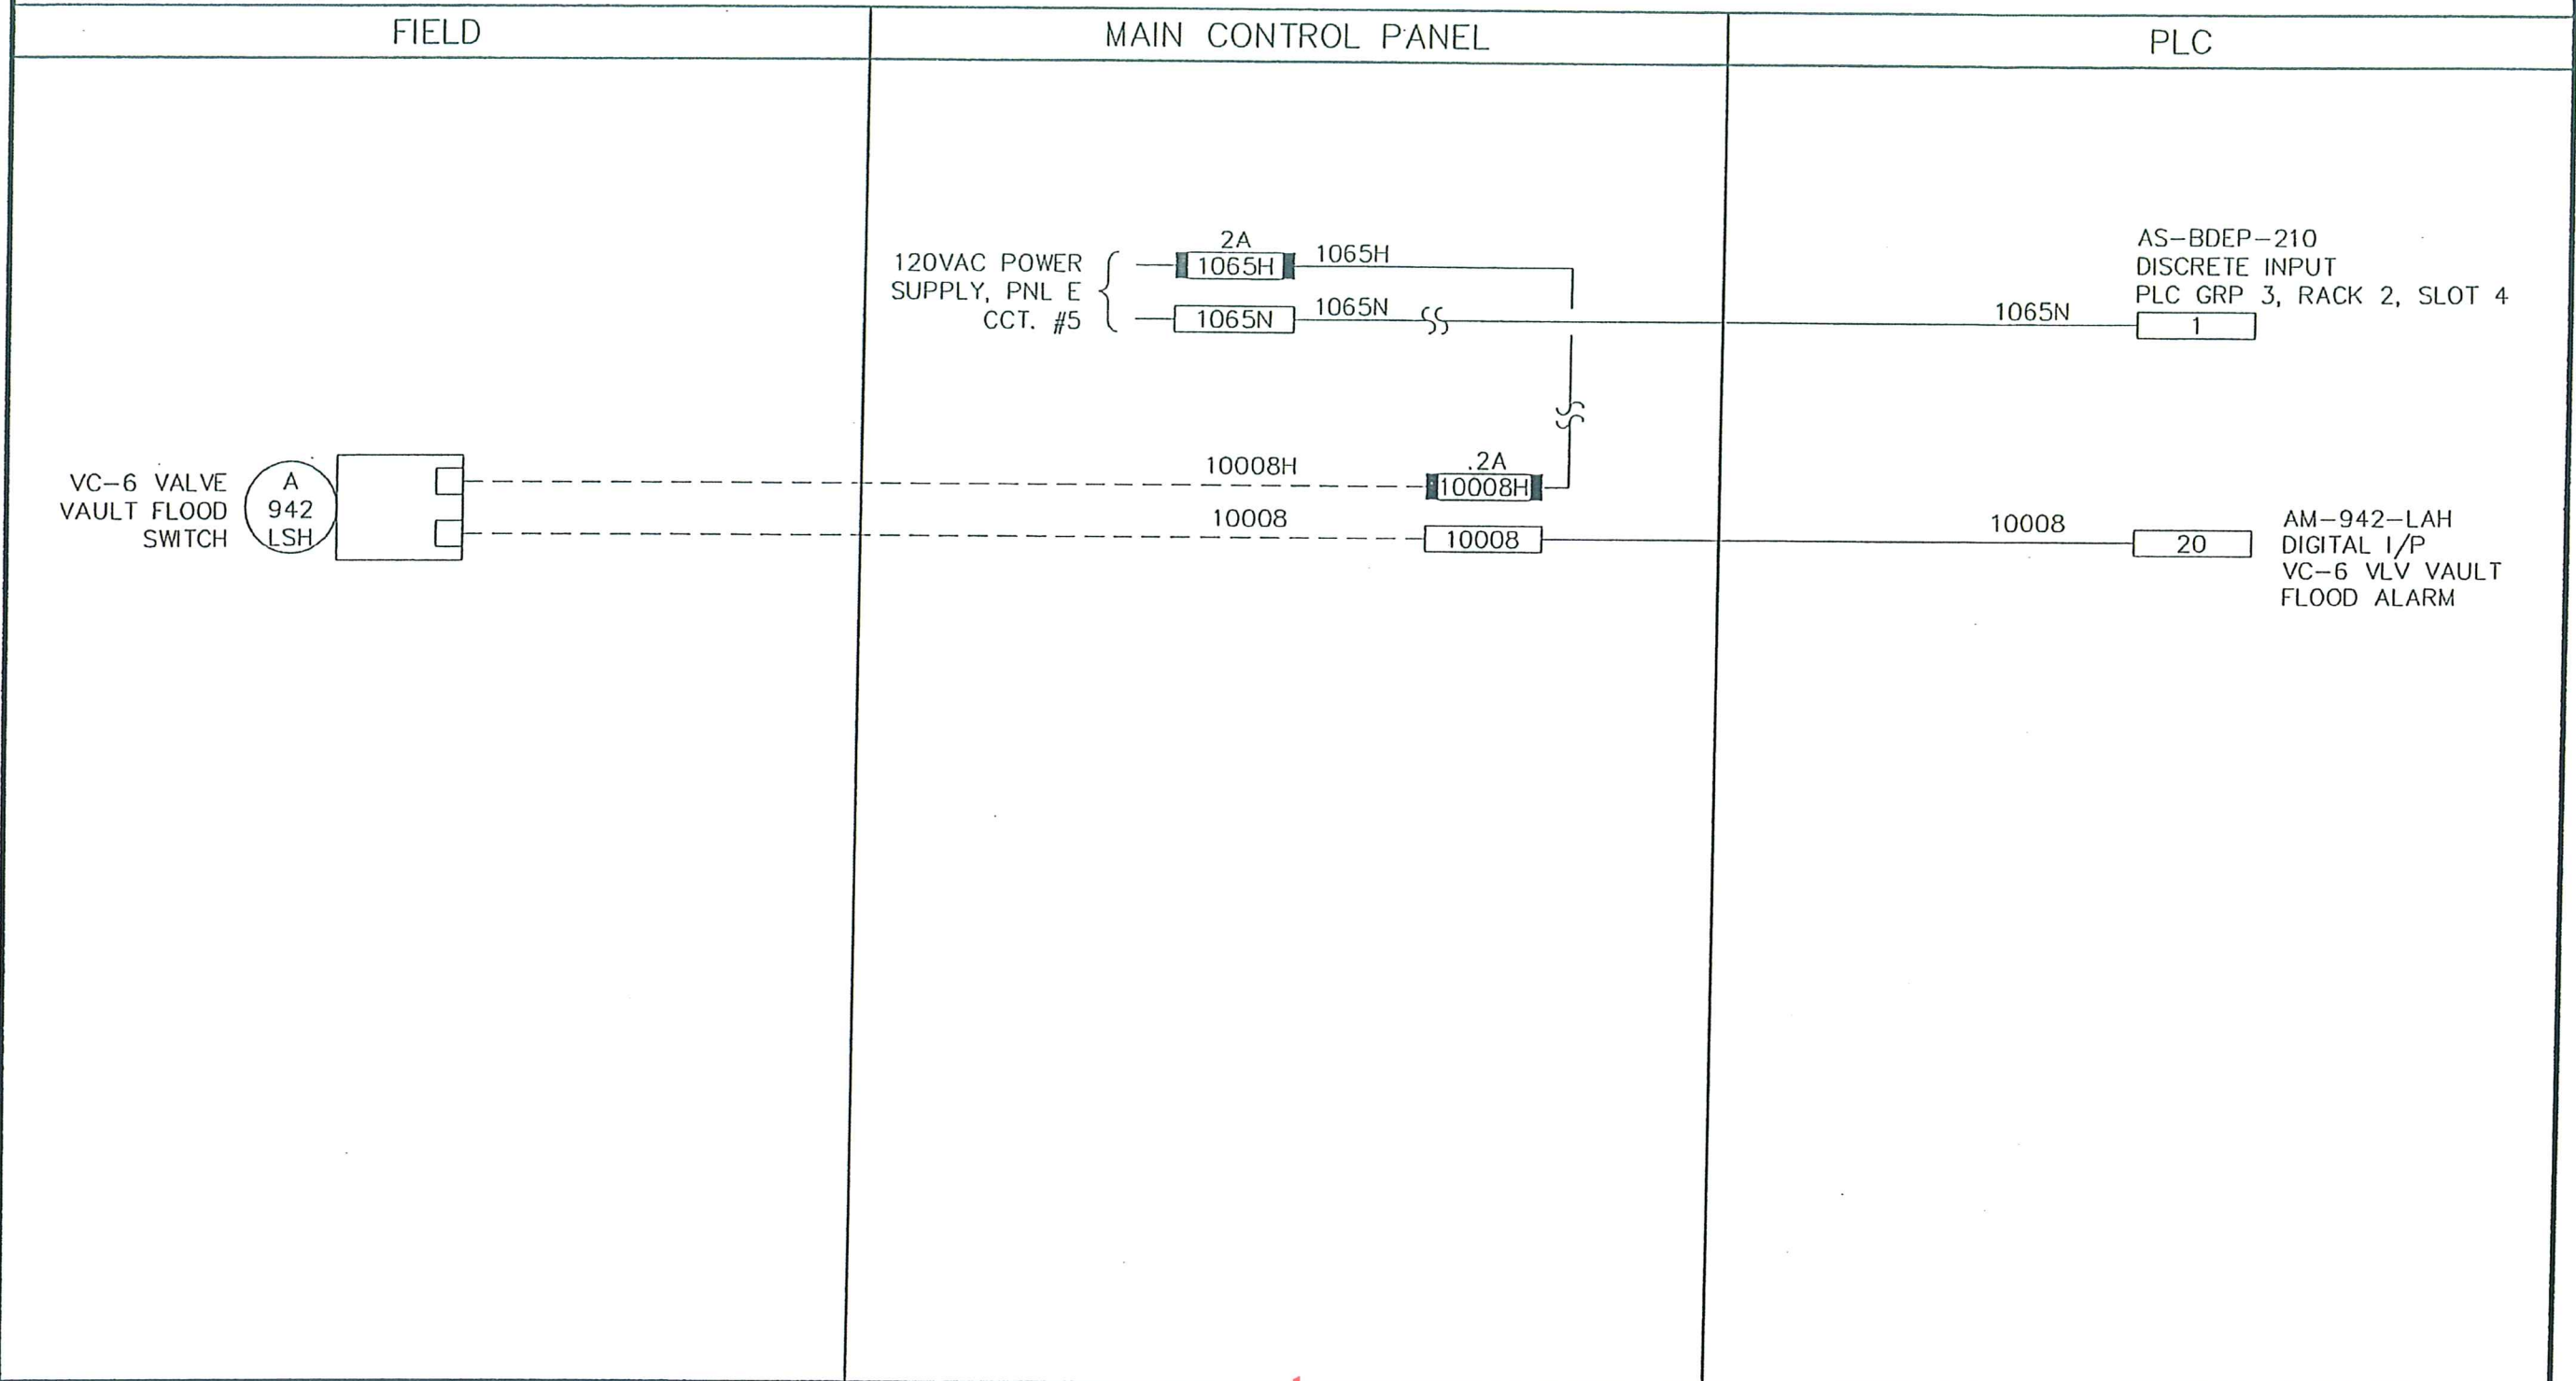 FIELD
MAIN CONTROL PANEL
PLC
120VAC POWER
SUPPLY, PNL E
CCT. #5
2A
1065H
1065H
1065N
1065N
1065N
AS-BDEP-210
DISCRETE INPUT
PLC GRP 3, RACK 2, SLOT 4
1
VC-6 VALVE
VAULT FLOOD
SWITCH
A
942
LSH
10008H
.2A
10008H
10008
10008
10008
20
AM-942-LAH
DIGITAL I/P
VC-6 VLV VAULT
FLOOD ALARM